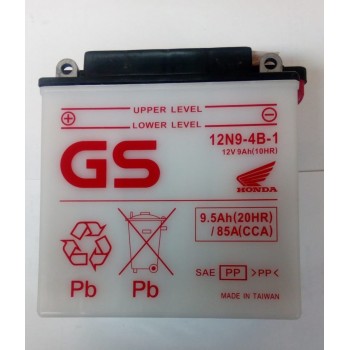 UPPER LEVEL
LOWER LEVEL
12N9-4B-1
12V 9Ah(10HR)
GS
HONDA
9.5Ah(20HR)
/ 85A(CCA)
Pb Pb
SAE PP >PP<
MADE IN TAIWAN